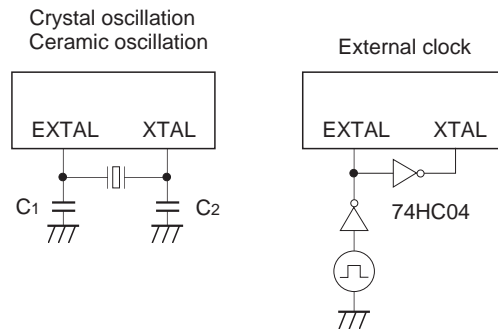 Crystal oscillation
Ceramic oscillation
EXTAL XTAL
C1 C2
External clock
EXTAL XTAL
74HC04